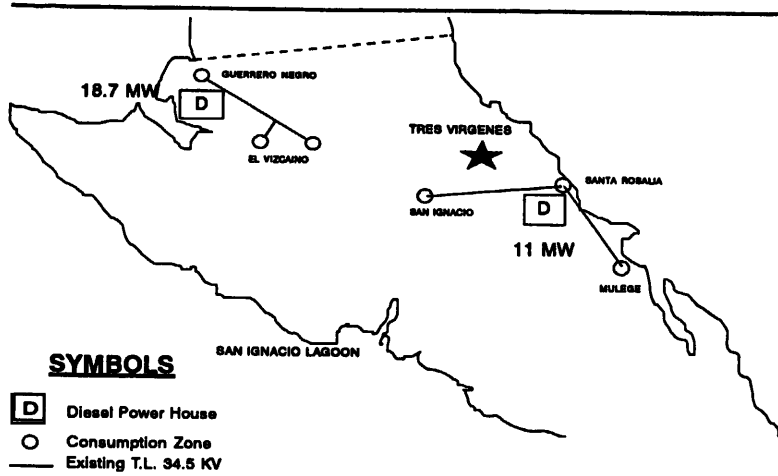 GUERRERO NEGRO
18.7 MW
D
TRES VIRGENES
EL VIZCAINO
SANTA ROSALIA
SAN IGNACIO
D
11 MW
MULEGE
SAN IGNACIO LAGOON
SYMBOLS
D Diesel Power House
Consumption Zone
Existing T.L. 34.5 KV